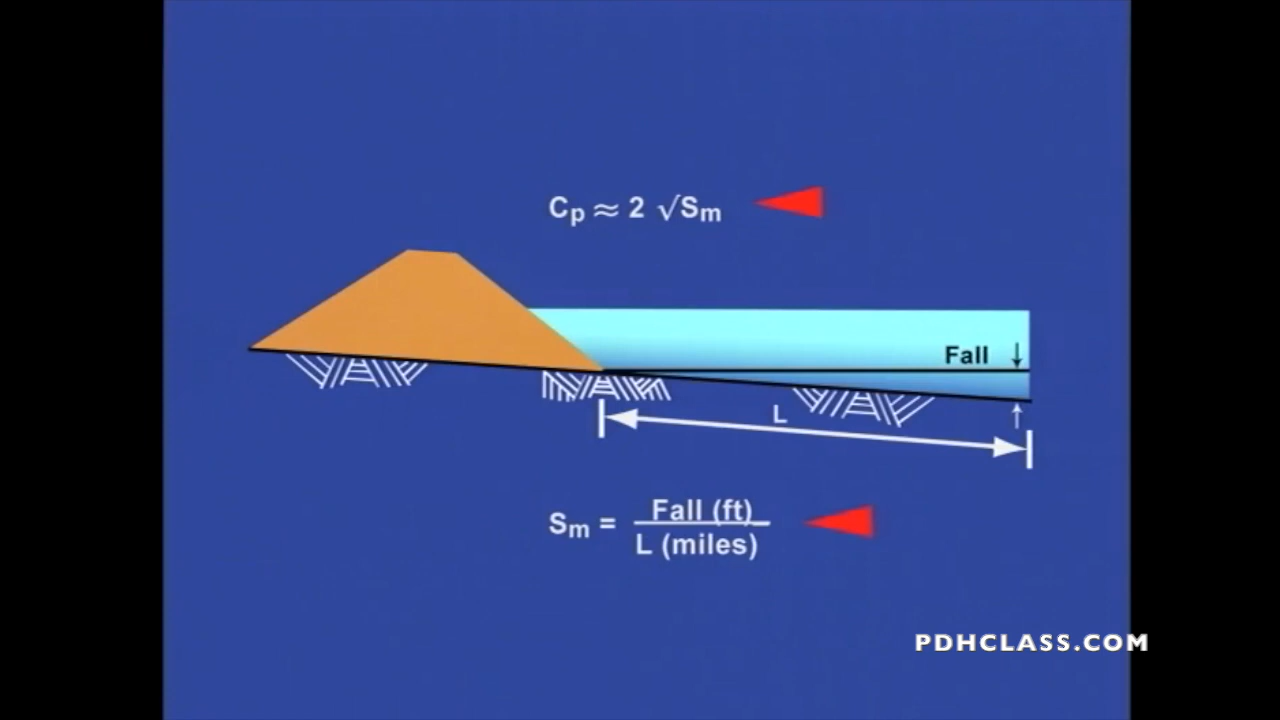 Cp ≈ 2 √Sm
Fall
L
Sm = Fall (ft)
L (miles)
PDHCLASS.COM